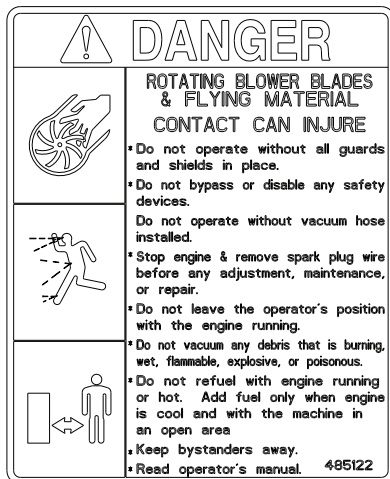 DANGER
ROTATING BLOWER BLADES
& FLYING MATERIAL
CONTACT CAN INJURE
* Do not operate without all guards
and shields in place.
* Do not bypass or disable any safety
devices.
Do not operate without vacuum hose
installed.
* Stop engine & remove spark plug wire
before any adjustment, maintenance,
or repair.
* Do not leave the operator's position
with the engine running.
* Do not vacuum any debris that is burning,
wet, flammable, explosive, or poisonous.
* Do not refuel with engine running
or hot. Add fuel only when engine
is cool and with the machine in
an open area
* Keep bystanders away.
* Read operator's manual. 485122